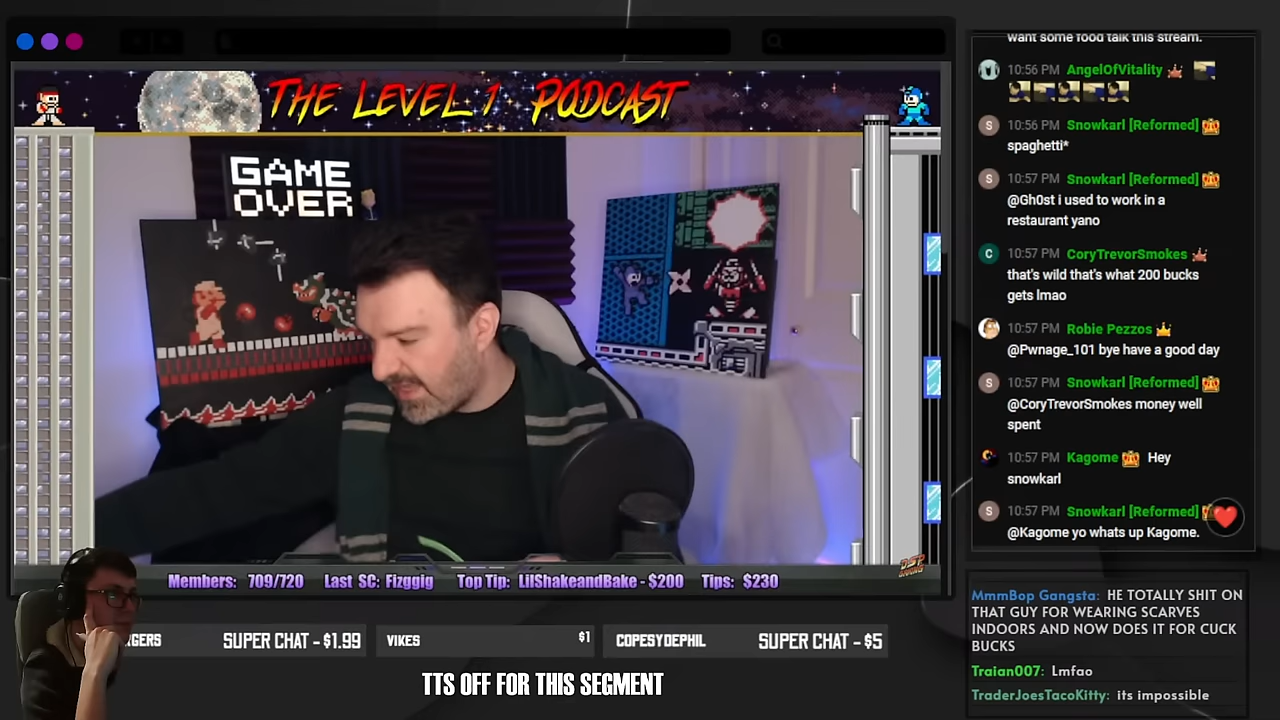 THE LEVEL 1 PODCAST
GAME
OVER
want some food talk this stream.
10:56 PM AngelOfVitality
S 10:56 PM Snowkarl [Reformed]
spaghetti*
S 10:57 PM Snowkarl [Reformed]
@Gh0st i used to work in a
restaurant yano
C 10:57 PM CoryTrevorSmokes
that's wild that's what 200 bucks
gets lmao
10:57 PM Robie Pezzos
@Pwnage_101 bye have a good day
S 10:57 PM Snowkarl [Reformed]
@CoryTrevorSmokes money well
spent
10:57 PM Kagome Hey
snowkarl
S 10:57 PM Snowkarl [Reformed]
@Kagome yo whats up Kagome.
Members: 709/720 Last SC: Fizggig Top Tip: LilShakeandBake - $200 Tips: $230
DSP
GAMING
GERS SUPER CHAT - $1.99 VIKES $1 COPESYDEPHIL SUPER CHAT - $5
TTS OFF FOR THIS SEGMENT
MmmBop Gangsta: HE TOTALLY SHIT ON
THAT GUY FOR WEARING SCARVES
INDOORS AND NOW DOES IT FOR CUCK
BUCKS
Traian007: Lmfao
TraderJoesTacoKitty: its impossible